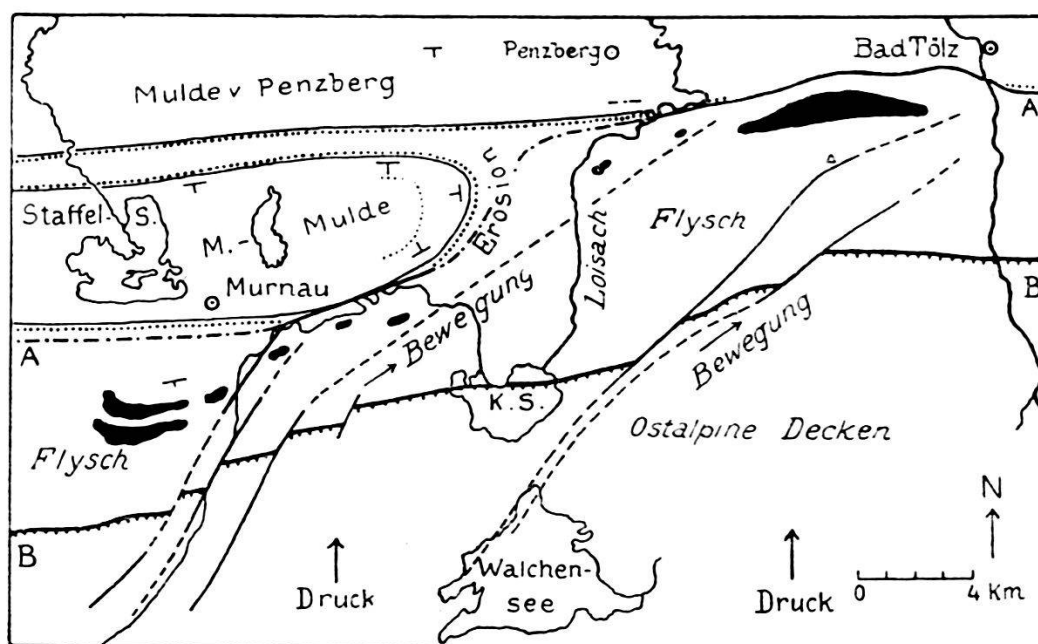 Penzberg
Bad Tölz
Mulde v Penzberg
A
Erosion
Staffel-S.
M.-Mulde
Flysch
Loisach
Murnau
B
Bewegung
A
Bewegung
K.S.
Ostalpine Decken
Flysch
N
B
Walchen-
see
Druck
Druck
0 4 Km